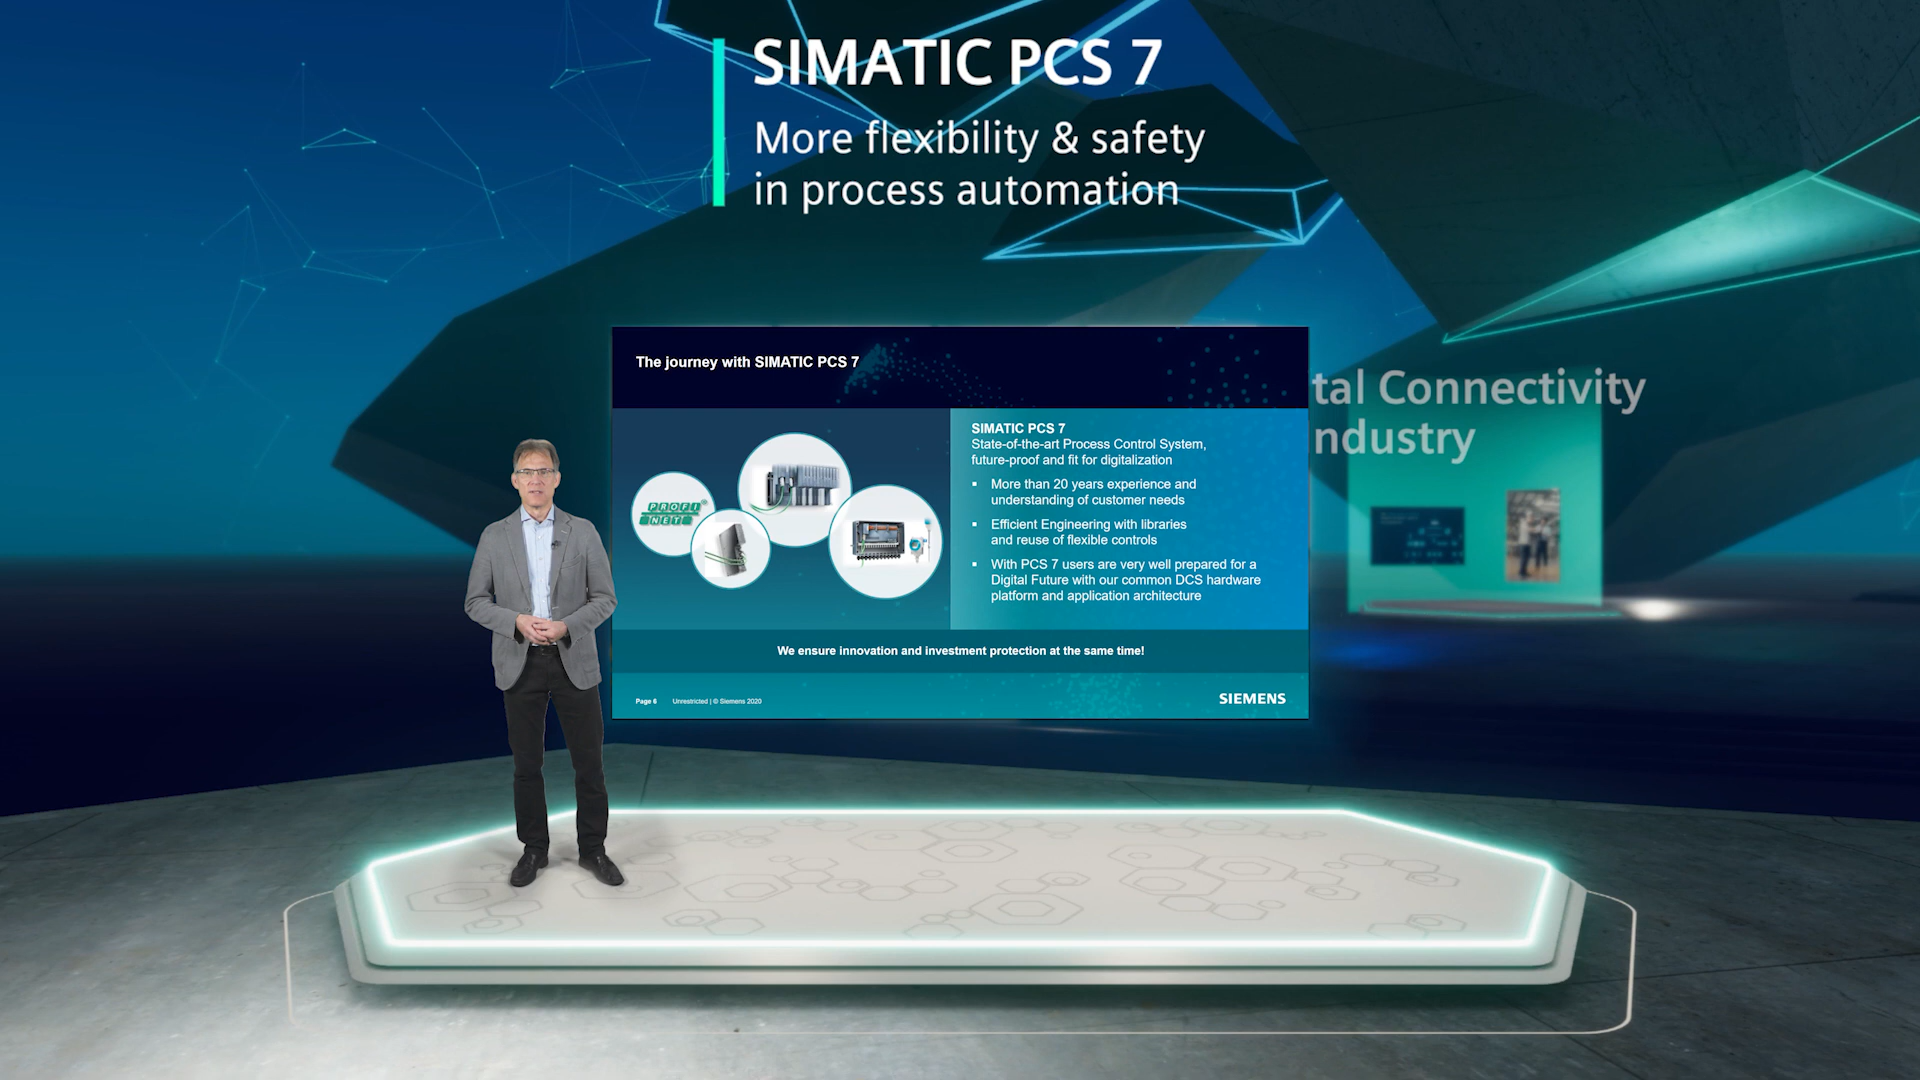 SIMATIC PCS 7
More flexibility & safety
in process automation
The journey with SIMATIC PCS 7
tal Connectivity
ndustry
PROFI
NET
SIMATIC PCS 7
State-of-the-art Process Control System,
future-proof and fit for digitalization
▪ More than 20 years experience and
understanding of customer needs
▪ Efficient Engineering with libraries
and reuse of flexible controls
▪ With PCS 7 users are very well prepared for a
Digital Future with our common DCS hardware
platform and application architecture
We ensure innovation and investment protection at the same time!
Page 6 Unrestricted | © Siemens 2020
SIEMENS